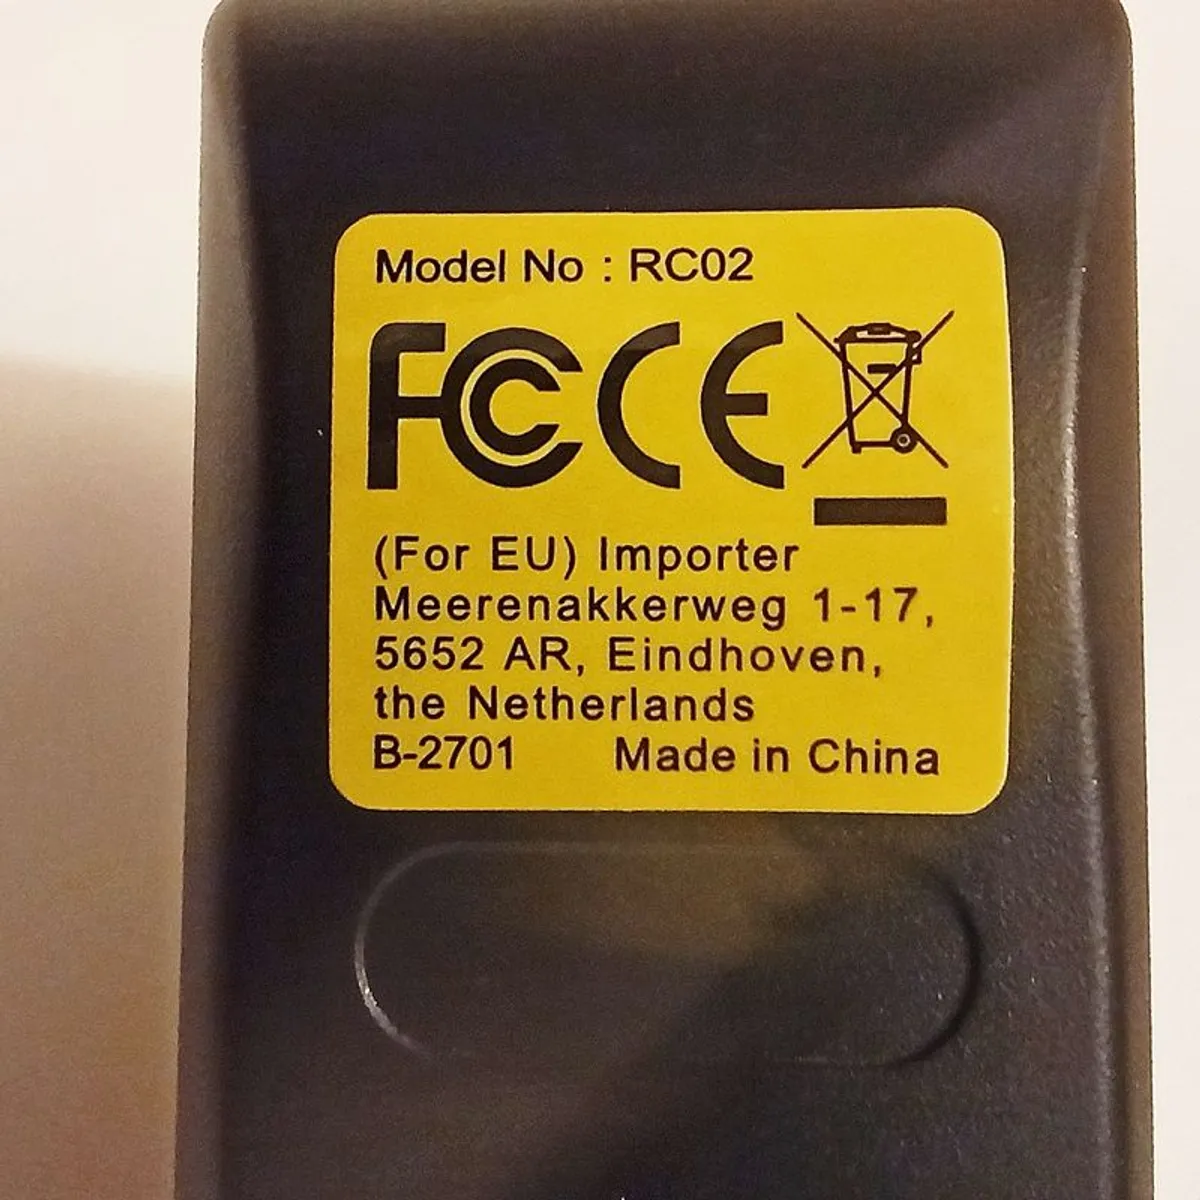 Model No : RC02
FC CE
(For EU) Importer
Meerenakkerweg 1-17,
5652 AR, Eindhoven,
the Netherlands
B-2701 Made in China